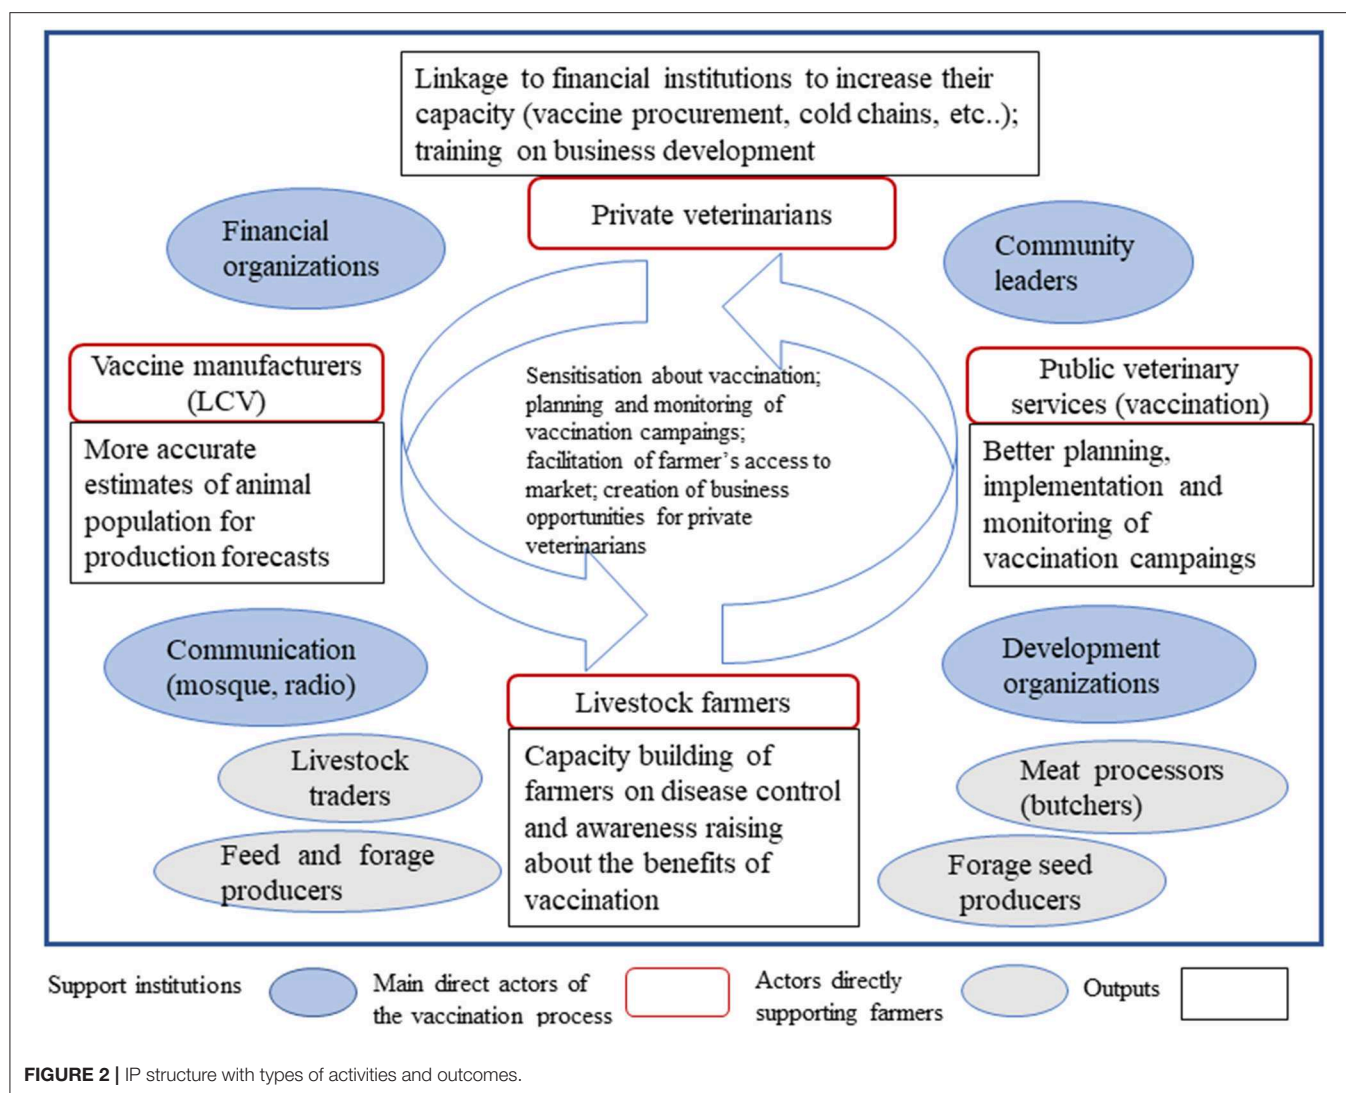 Linkage to financial institutions to increase their
capacity (vaccine procurement, cold chains, etc..);
training on business development
Private veterinarians
Financial
organizations
Community
leaders
Vaccine manufacturers
(LCV)
More accurate
estimates of animal
population for
production forecasts
Sensitisation about vaccination;
planning and monitoring of
vaccination campaings;
facilitation of farmer's access to
market; creation of business
opportunities for private
veterinarians
Public veterinary
services (vaccination)
Better planning,
implementation and
monitoring of
vaccination campaings
Communication
(mosque, radio)
Development
organizations
Livestock farmers
Capacity building of
farmers on disease control
and awareness raising
about the benefits of
vaccination
Livestock
traders
Feed and forage
producers
Meat processors
(butchers)
Forage seed
producers
Support institutions
Main direct actors of
the vaccination process
Actors directly
supporting farmers
Outputs
FIGURE 2 | IP structure with types of activities and outcomes.